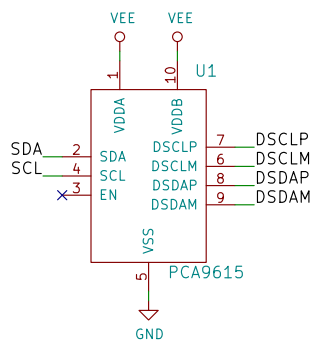 VEE VEE
U1
1 10
VDDA VDDB
SDA 2 SDA
SCL 4 SCL
3 EN
DSCLP 7 DSCLP
DSCLM 6 DSCLM
DSDAP 8 DSDAP
DSDAM 9 DSDAM
VSS
5
PCA9615
GND